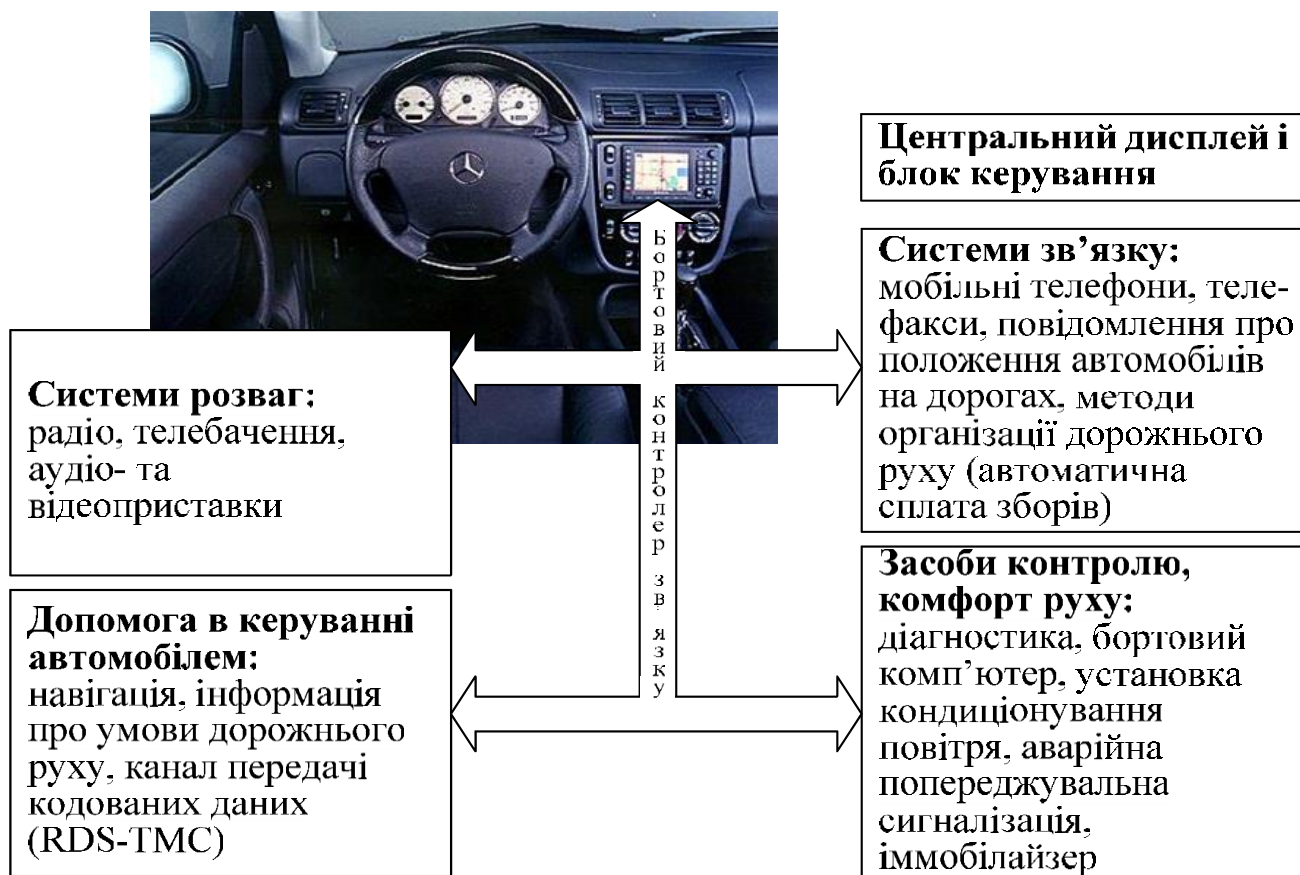 Центральний дисплей і
блок керування
Системи зв’язку:
мобільні телефони, теле-
факси, повідомлення про
положення автомобілів
на дорогах, методи
організації дорожнього
руху (автоматична
сплата зборів)
Системи розваг:
радіо, телебачення,
аудіо- та
відеоприставки
Бортовий контролер зв язку
Допомога в керуванні
автомобілем:
навігація, інформація
про умови дорожнього
руху, канал передачі
кодованих даних
(RDS-TMC)
Засоби контролю,
комфорт руху:
діагностика, бортовий
комп’ютер, установка
кондиціонування
повітря, аварійна
попереджувальна
сигналізація,
іммобілайзер